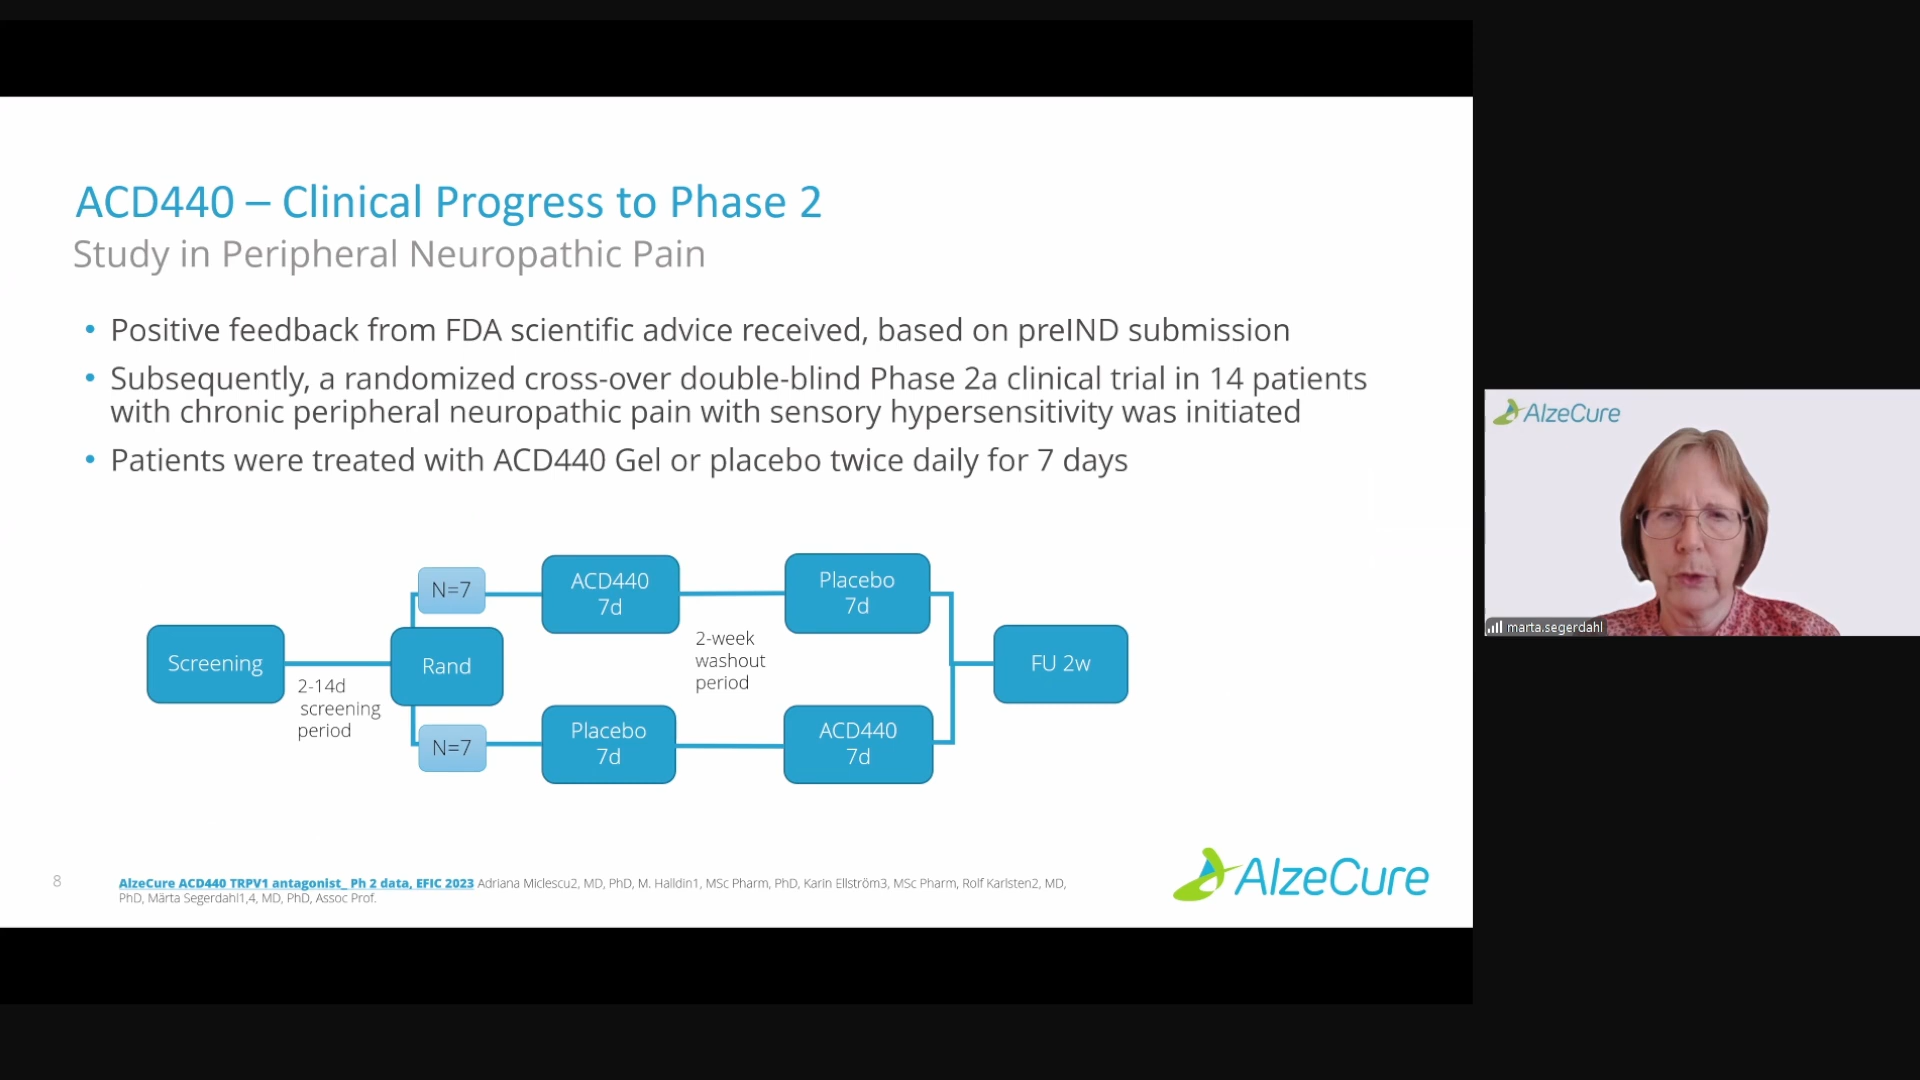 ACD440 – Clinical Progress to Phase 2
Study in Peripheral Neuropathic Pain
• Positive feedback from FDA scientific advice received, based on preIND submission
• Subsequently, a randomized cross-over double-blind Phase 2a clinical trial in 14 patients
with chronic peripheral neuropathic pain with sensory hypersensitivity was initiated
• Patients were treated with ACD440 Gel or placebo twice daily for 7 days
Screening
2-14d
screening
period
Rand
N=7
ACD440
7d
Placebo
7d
2-week
washout
period
N=7
Placebo
7d
ACD440
7d
FU 2w
8
AlzeCure ACD440 TRPV1 antagonist_ Ph 2 data, EFIC 2023 Adriana Miclescu2, MD, PhD, M. Halldin1, MSc Pharm, PhD, Karin Ellström3, MSc Pharm, Rolf Karlsten2, MD,
PhD, Märta Segerdahl1,4, MD, PhD, Assoc Prof.
AlzeCure
AlzeCure
marta.segerdahl